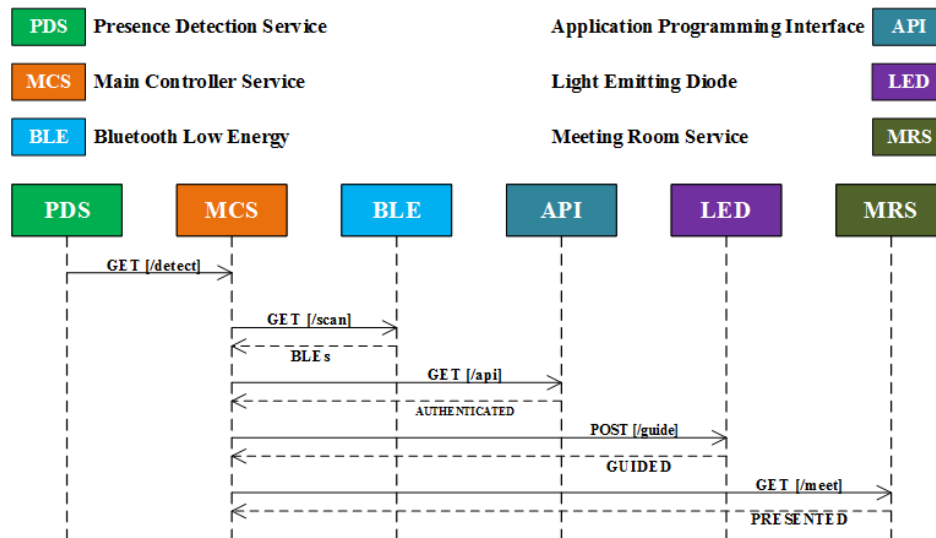 PDS Presence Detection Service
Application Programming Interface API
MCS Main Controller Service
Light Emitting Diode LED
BLE Bluetooth Low Energy
Meeting Room Service MRS
PDS MCS BLE API LED MRS
GET [/detect]
GET [/scan]
BLEs
GET [/api]
AUTHENTICATED
POST [/guide]
GUIDED
GET [/meet]
PRESENTED